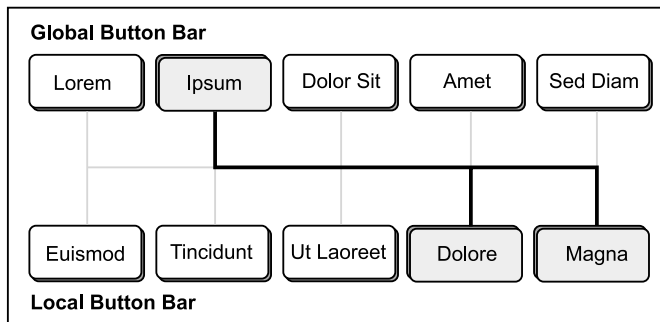 Global Button Bar
Lorem
Ipsum
Dolor Sit
Amet
Sed Diam
Euismod
Tincidunt
Ut Laoreet
Dolore
Magna
Local Button Bar